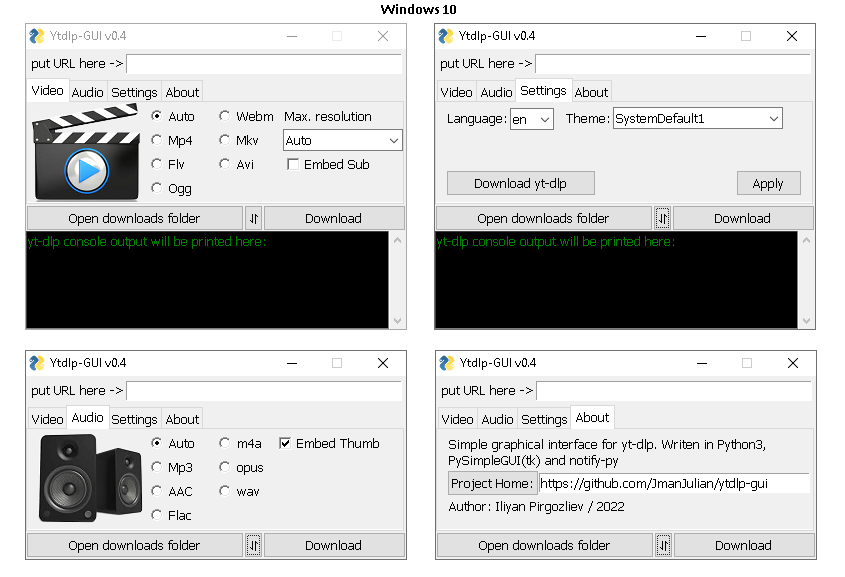 Windows 10
Ytdlp-GUI v0.4
put URL here ->
Video Audio Settings About
Auto Webm Max. resolution
Mp4 Mkv Auto
Flv Avi Embed Sub
Ogg
Open downloads folder Download
yt-dlp console output will be printed here:
Ytdlp-GUI v0.4
put URL here ->
Video Audio Settings About
Language: en Theme: SystemDefault1
Download yt-dlp Apply
Open downloads folder Download
yt-dlp console output will be printed here:
Ytdlp-GUI v0.4
put URL here ->
Video Audio Settings About
Auto m4a Embed Thumb
Mp3 opus
AAC wav
Flac
Open downloads folder Download
Ytdlp-GUI v0.4
put URL here ->
Video Audio Settings About
Simple graphical interface for yt-dlp. Writen in Python3,
PySimpleGUI(tk) and notify-py
Project Home: https://github.com/JmanJulian/ytdlp-gui
Author: Iliyan Pirgozliev / 2022
Open downloads folder Download